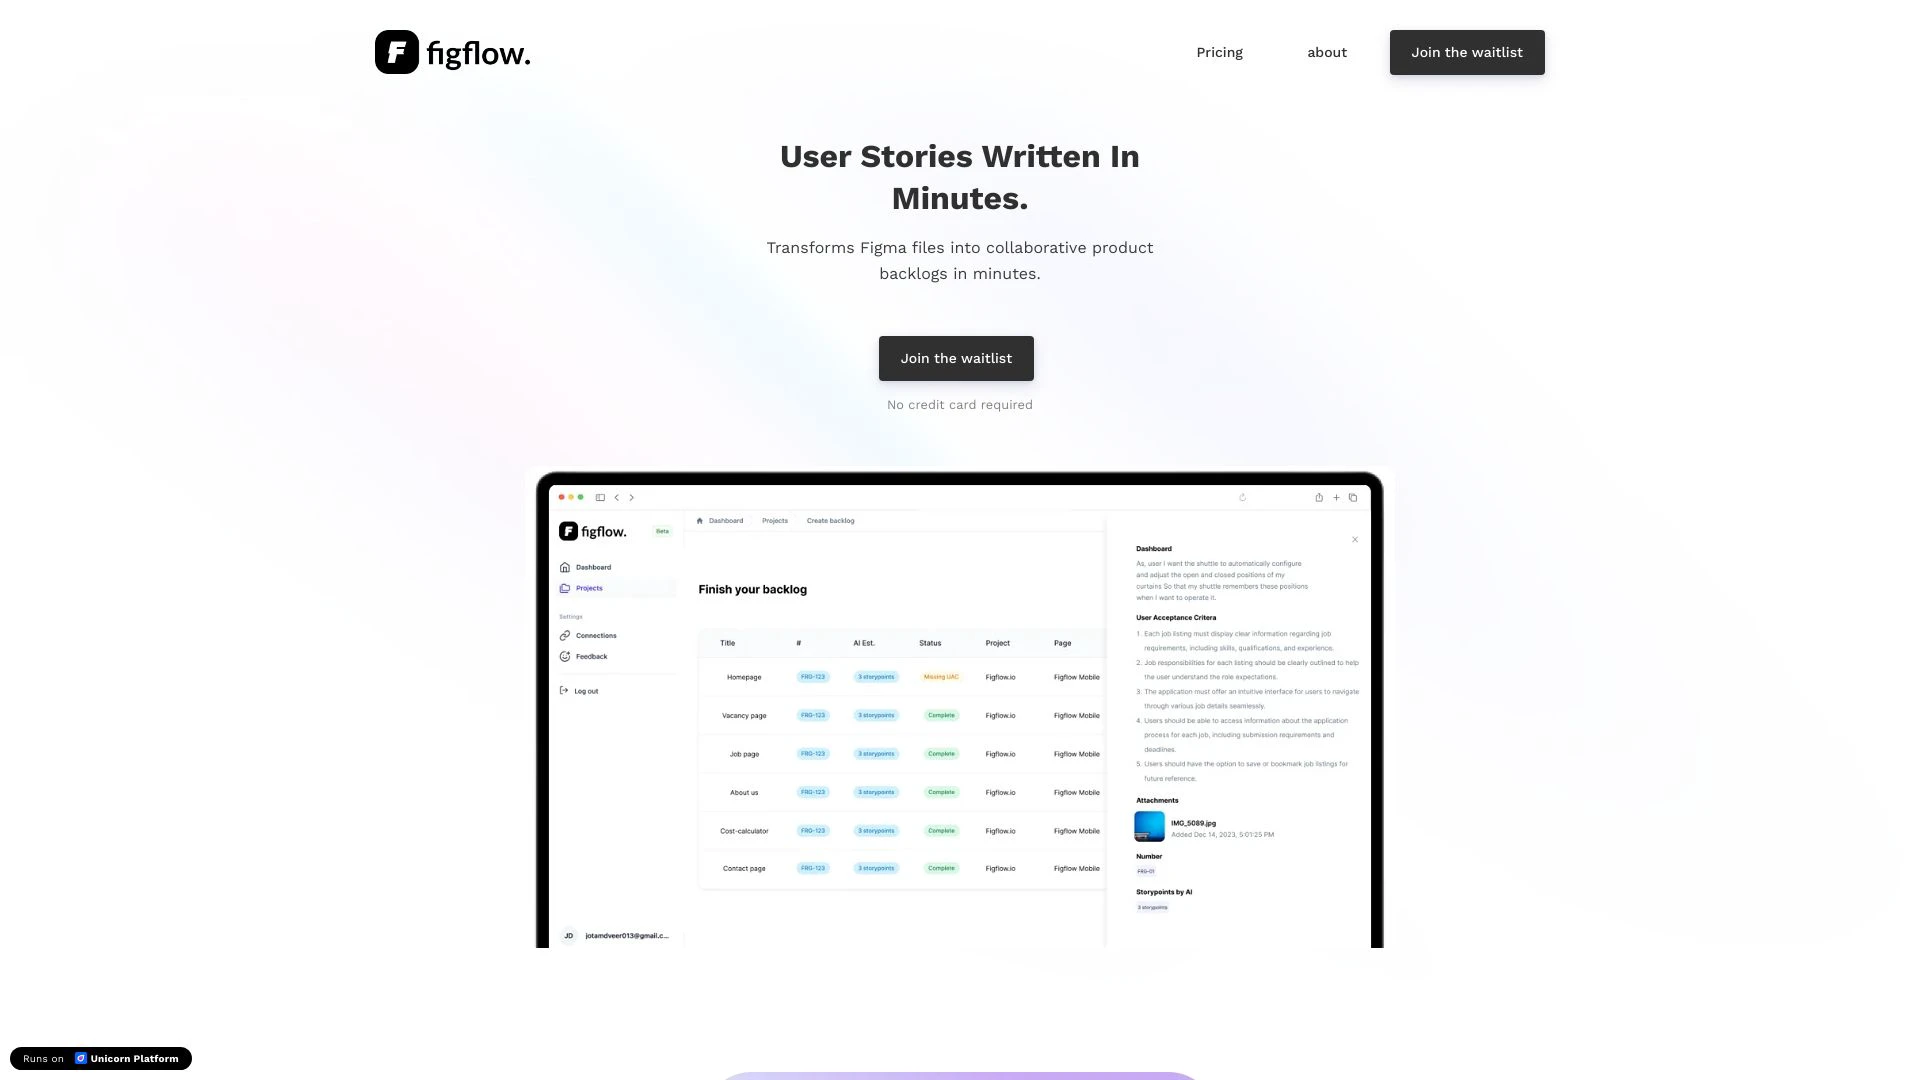 F figflow.
Pricing
about
Join the waitlist
User Stories Written In
Minutes.
Transforms Figma files into collaborative product
backlogs in minutes.
Join the waitlist
No credit card required
F figflow.
Beta
Dashboard
Projects
Settings
Connections
Feedback
Log out
JD jotamdveer013@gmail.c...
Dashboard Projects Create backlog
Finish your backlog
Title # AI Est. Status Project Page
Homepage FRG-123 3 storypoints Missing UAC Figflow.io Figflow Mobile
Vacancy page FRG-123 3 storypoints Complete Figflow.io Figflow Mobile
Job page FRG-123 3 storypoints Complete Figflow.io Figflow Mobile
About us FRG-123 3 storypoints Complete Figflow.io Figflow Mobile
Cost-calculator FRG-123 3 storypoints Complete Figflow.io Figflow Mobile
Contact page FRG-123 3 storypoints Complete Figflow.io Figflow Mobile
Dashboard
As, user I want the shuttle to automatically configure
and adjust the open and closed positions of my
curtains So that my shuttle remembers these positions
when I want to operate it.
User Acceptance Critera
1. Each job listing must display clear information regarding job
requirements, including skills, qualifications, and experience.
2. Job responsibilities for each listing should be clearly outlined to help
the user understand the role expectations.
3. The application must offer an intuitive interface for users to navigate
through various job details seamlessly.
4. Users should be able to access information about the application
process for each job, including submission requirements and
deadlines.
5. Users should have the option to save or bookmark job listings for
future reference.
Attachments
IMG_5089.jpg
Added Dec 14, 2023, 5:01:25 PM
Number
FRG-01
Storypoints by AI
3 storypoints
Runs on Unicorn Platform